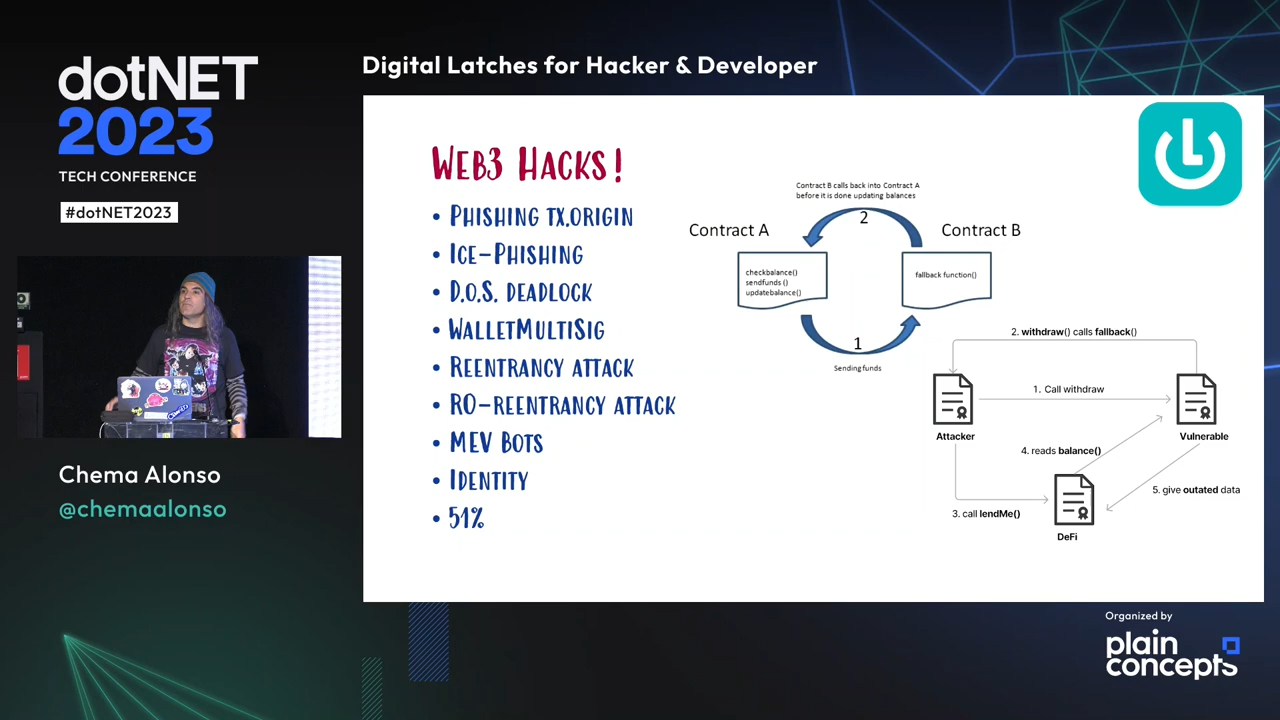 dotNET
2023
TECH CONFERENCE
#dotNET2023
Chema Alonso
@chemaalonso
Digital Latches for Hacker & Developer
WEB3 HACKS!
• PHISHING TX.ORIGIN
• ICE-PHISHING
• D.O.S. DEADLOCK
• WALLETMULTISIG
• REENTRANCY ATTACK
• RO-REENTRANCY ATTACK
• MEV BOTS
• IDENTITY
• 51%
Contract B calls back into Contract A
before it is done updating balances
2
Contract A
Contract B
checkbalance()
sendfunds ()
updatebalance()
fallback function()
1
Sending funds
2. withdraw() calls fallback()
1. Call withdraw
Attacker
Vulnerable
4. reads balance()
5. give outated data
3. call lendMe()
DeFi
Organized by
plain
concepts